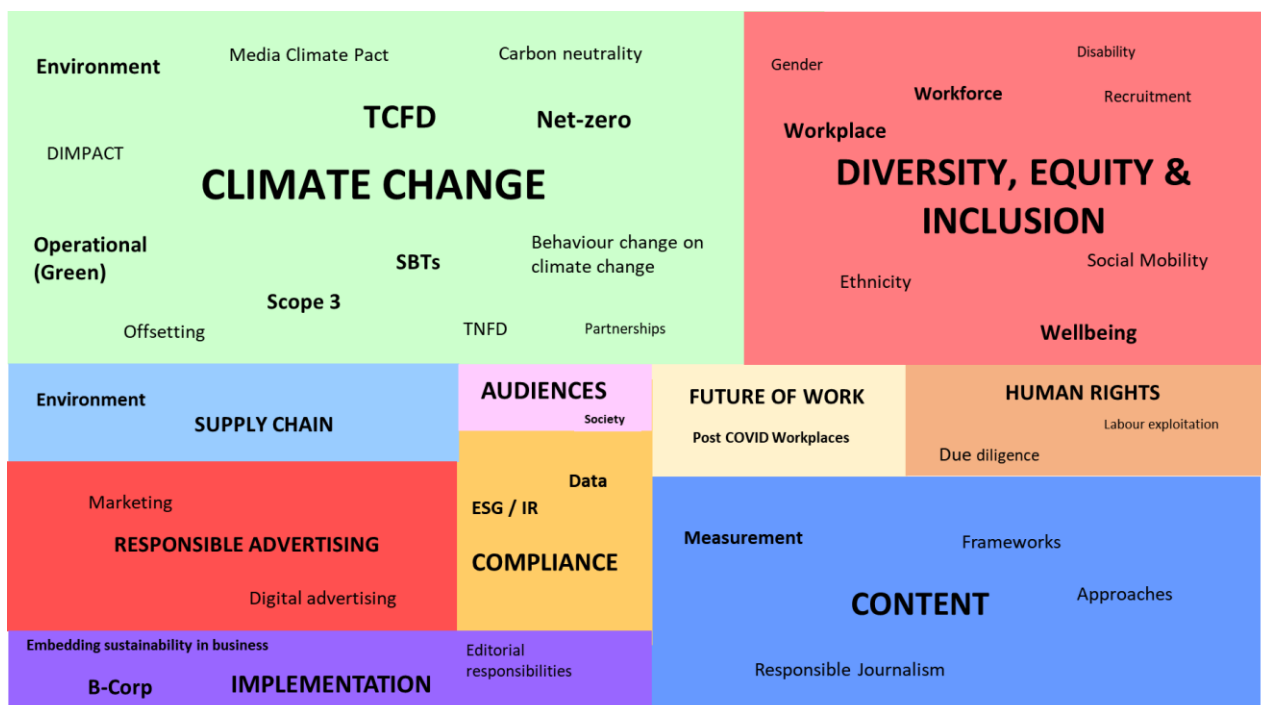 Environment
Media Climate Pact
Carbon neutrality
TCFD
Net-zero
DIMPACT
CLIMATE CHANGE
Operational
(Green)
SBTs
Behaviour change on
climate change
Scope 3
Offsetting
TNFD
Partnerships
Gender
Disability
Workforce
Recruitment
Workplace
DIVERSITY, EQUITY &
INCLUSION
Social Mobility
Ethnicity
Wellbeing
Environment
SUPPLY CHAIN
AUDIENCES
Society
FUTURE OF WORK
Post COVID Workplaces
HUMAN RIGHTS
Labour exploitation
Due diligence
Marketing
RESPONSIBLE ADVERTISING
Digital advertising
Data
ESG / IR
COMPLIANCE
Measurement
Frameworks
CONTENT
Approaches
Responsible Journalism
Embedding sustainability in business
B-Corp
IMPLEMENTATION
Editorial
responsibilities